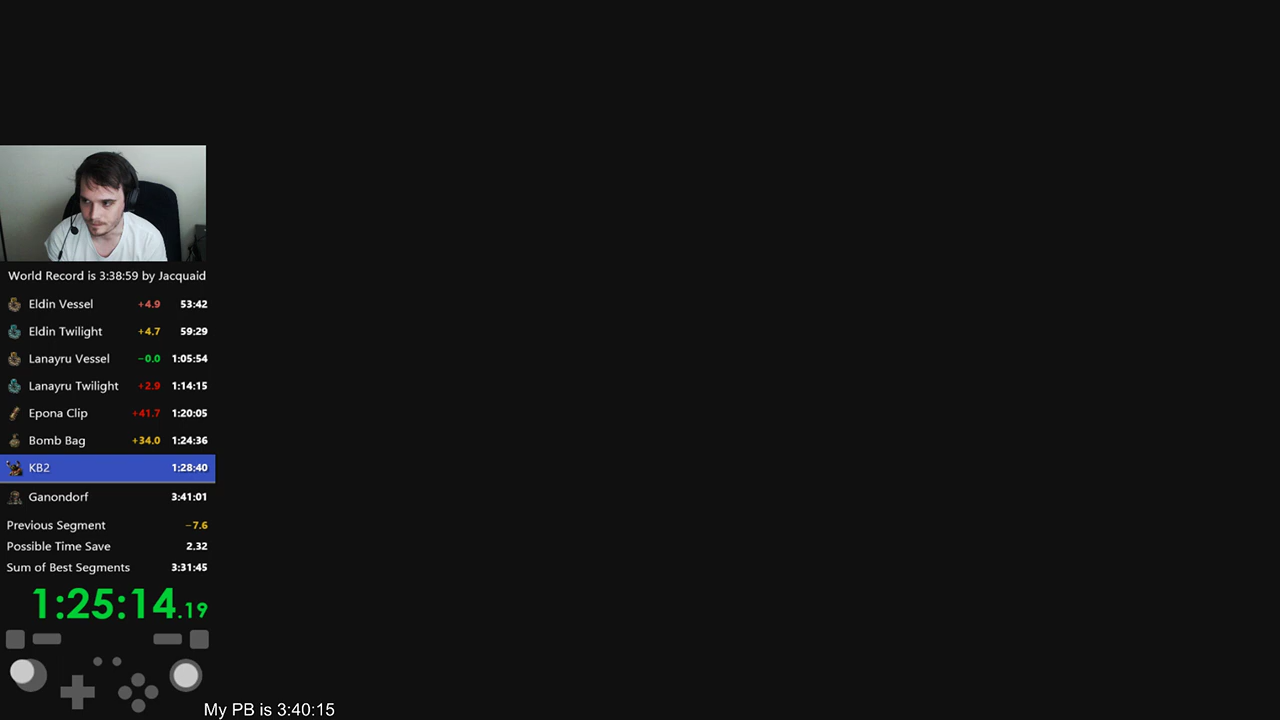 World Record is 3:38:59 by Jacquaid
Eldin Vessel +4.9 53:42
Eldin Twilight +4.7 59:29
Lanayru Vessel −0.0 1:05:54
Lanayru Twilight +2.9 1:14:15
Epona Clip +41.7 1:20:05
Bomb Bag +34.0 1:24:36
KB2 1:28:40
Ganondorf 3:41:01
Previous Segment −7.6
Possible Time Save 2.32
Sum of Best Segments 3:31:45
1:25:14.19
My PB is 3:40:15